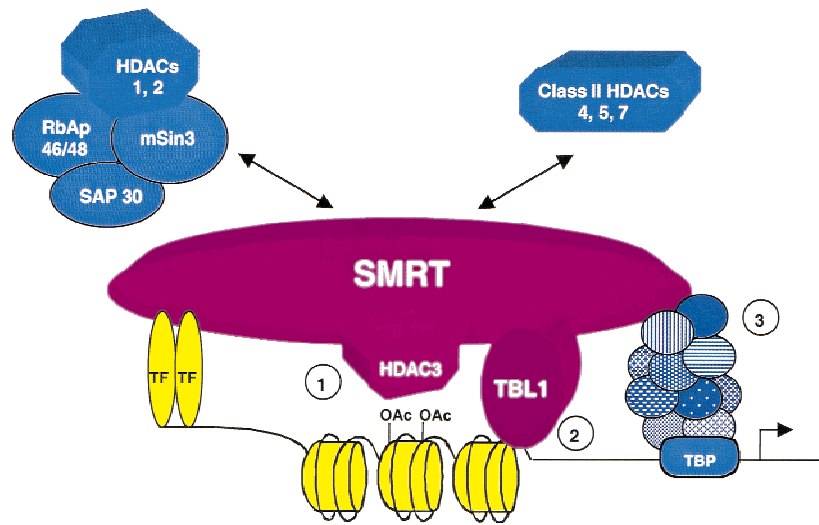 HDACs
1, 2
RbAp
46/48
mSin3
SAP 30
Class II HDACs
4, 5, 7
SMRT
3
TF TF
1
HDAC3
TBL1
OAc OAc
2
TBP